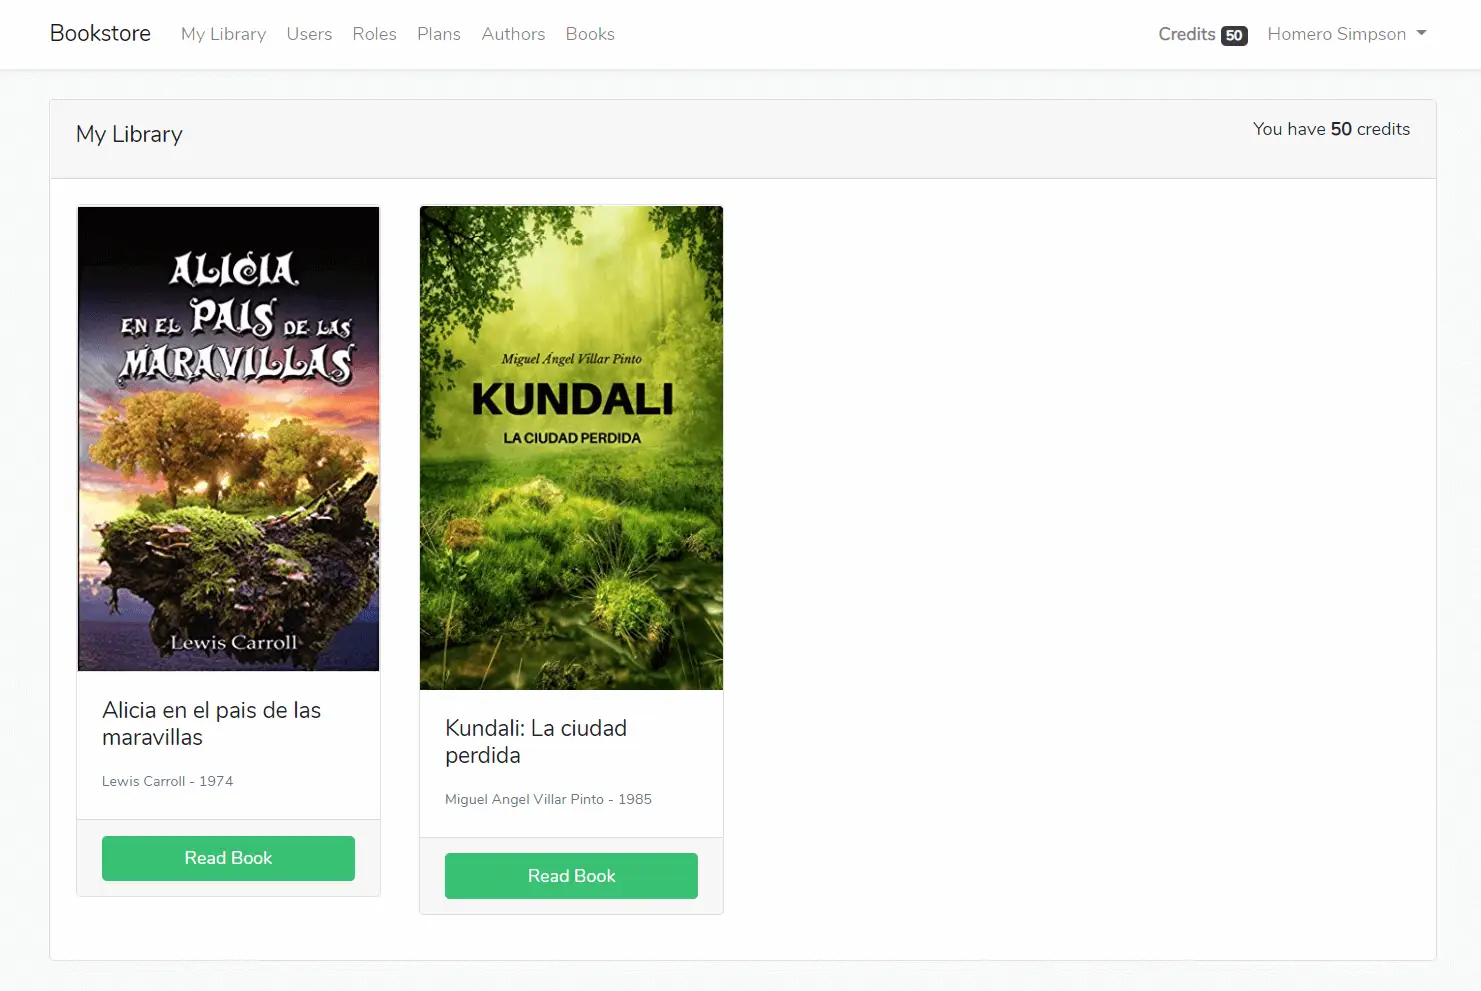 Bookstore My Library Users Roles Plans Authors Books Credits 50 Homero Simpson
My Library
You have 50 credits
ALICIA
EN EL PAIS DE LAS
MARAVILLAS
Lewis Carroll
Alicia en el pais de las
maravillas
Lewis Carroll - 1974
Read Book
Miguel Ángel Villar Pinto
KUNDALI
LA CIUDAD PERDIDA
Kundali: La ciudad
perdida
Miguel Angel Villar Pinto - 1985
Read Book